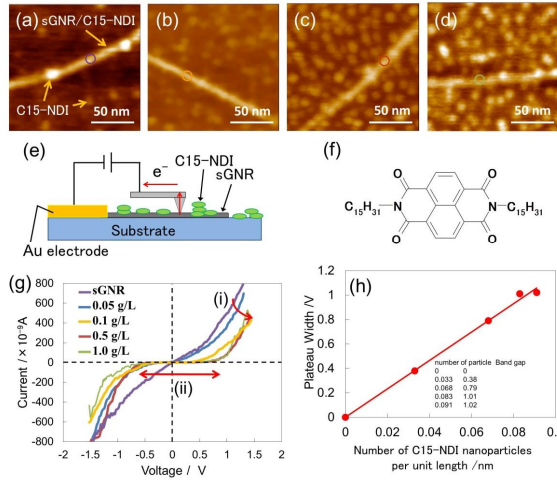 (a)
sGNR/C15-NDI
C15-NDI
50 nm
(b)
50 nm
(c)
50 nm
(d)
50 nm
(e)
e⁻
C15-NDI
sGNR
Au electrode
Substrate
(f)
O
O
C₁₅H₃₁
N
N
C₁₅H₃₁
O
O
(g)
800
600
400
200
0
-200
-400
-600
-800
Current / × 10⁻⁹A
sGNR
0.05 g/L
0.1 g/L
0.5 g/L
1.0 g/L
(i)
(ii)
-2 -1.5 -1 -0.5 0 0.5 1 1.5 2
Voltage / V
(h)
1.2
1
0.8
0.6
0.4
0.2
0
Plateau Width /V
number of particle Band gap
0 0
0.033 0.38
0.068 0.79
0.083 1.01
0.091 1.02
0 0.02 0.04 0.06 0.08 0.
Number of C15-NDI nanoparticles
per unit length /nm